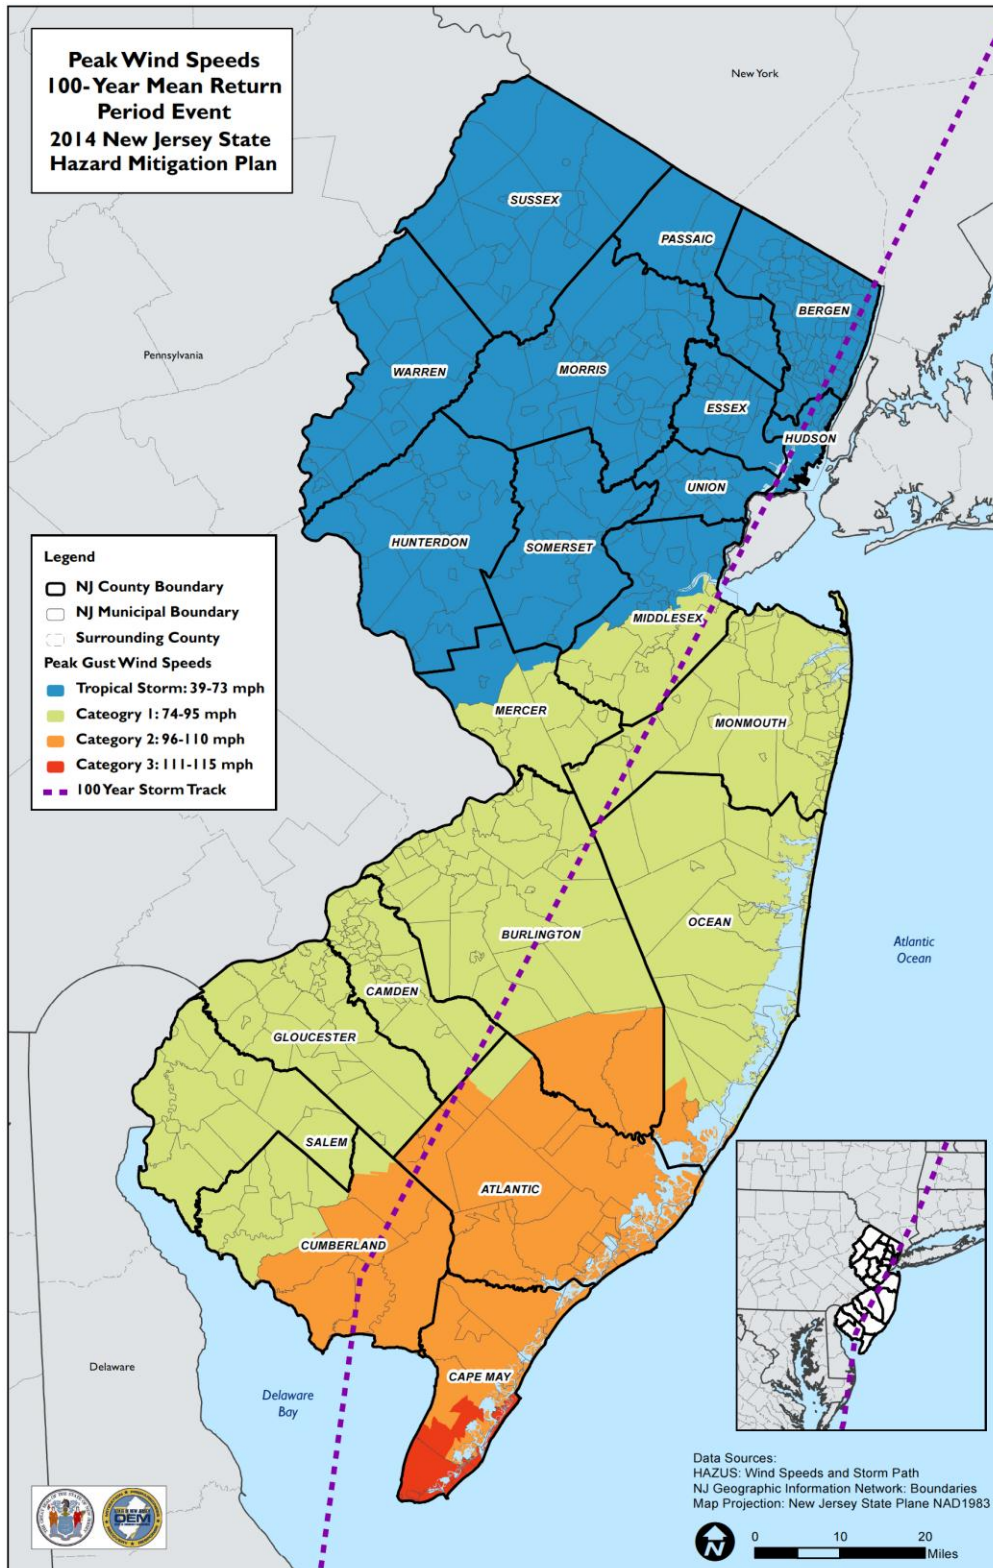 Peak Wind Speeds
100-Year Mean Return
Period Event
2014 New Jersey State
Hazard Mitigation Plan
New York
SUSSEX
PASSAIC
BERGEN
Pennsylvania
WARREN
MORRIS
ESSEX
HUDSON
UNION
HUNTERDON
SOMERSET
MIDDLESEX
MERCER
MONMOUTH
Legend
NJ County Boundary
NJ Municipal Boundary
Surrounding County
Peak Gust Wind Speeds
Tropical Storm: 39-73 mph
Cateogry 1: 74-95 mph
Category 2: 96-110 mph
Category 3: 111-115 mph
100 Year Storm Track
OCEAN
BURLINGTON
Atlantic
Ocean
CAMDEN
GLOUCESTER
SALEM
ATLANTIC
CUMBERLAND
Delaware
CAPE MAY
Delaware
Bay
Data Sources:
HAZUS: Wind Speeds and Storm Path
NJ Geographic Information Network: Boundaries
Map Projection: New Jersey State Plane NAD1983
OEM
N
0 10 20
Miles